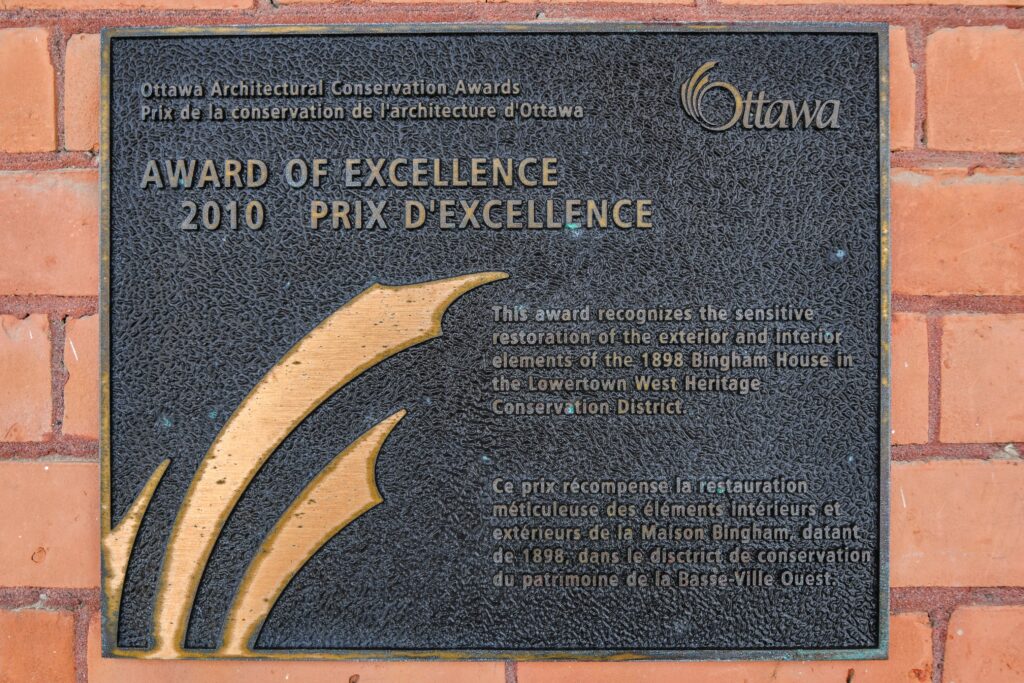 Ottawa Architectural Conservation Awards
Prix de la conservation de l'architecture d'Ottawa
Ottawa
AWARD OF EXCELLENCE
2010 PRIX D'EXCELLENCE
This award recognizes the sensitive
restoration of the exterior and interior
elements of the 1898 Bingham House in
the Lowertown West Heritage
Conservation District.
Ce prix récompense la restauration
méticuleuse des éléments intérieurs et
extérieurs de la Maison Bingham, datant
de 1898, dans le disctrict de conservation
du patrimoine de la Basse-Ville Ouest.